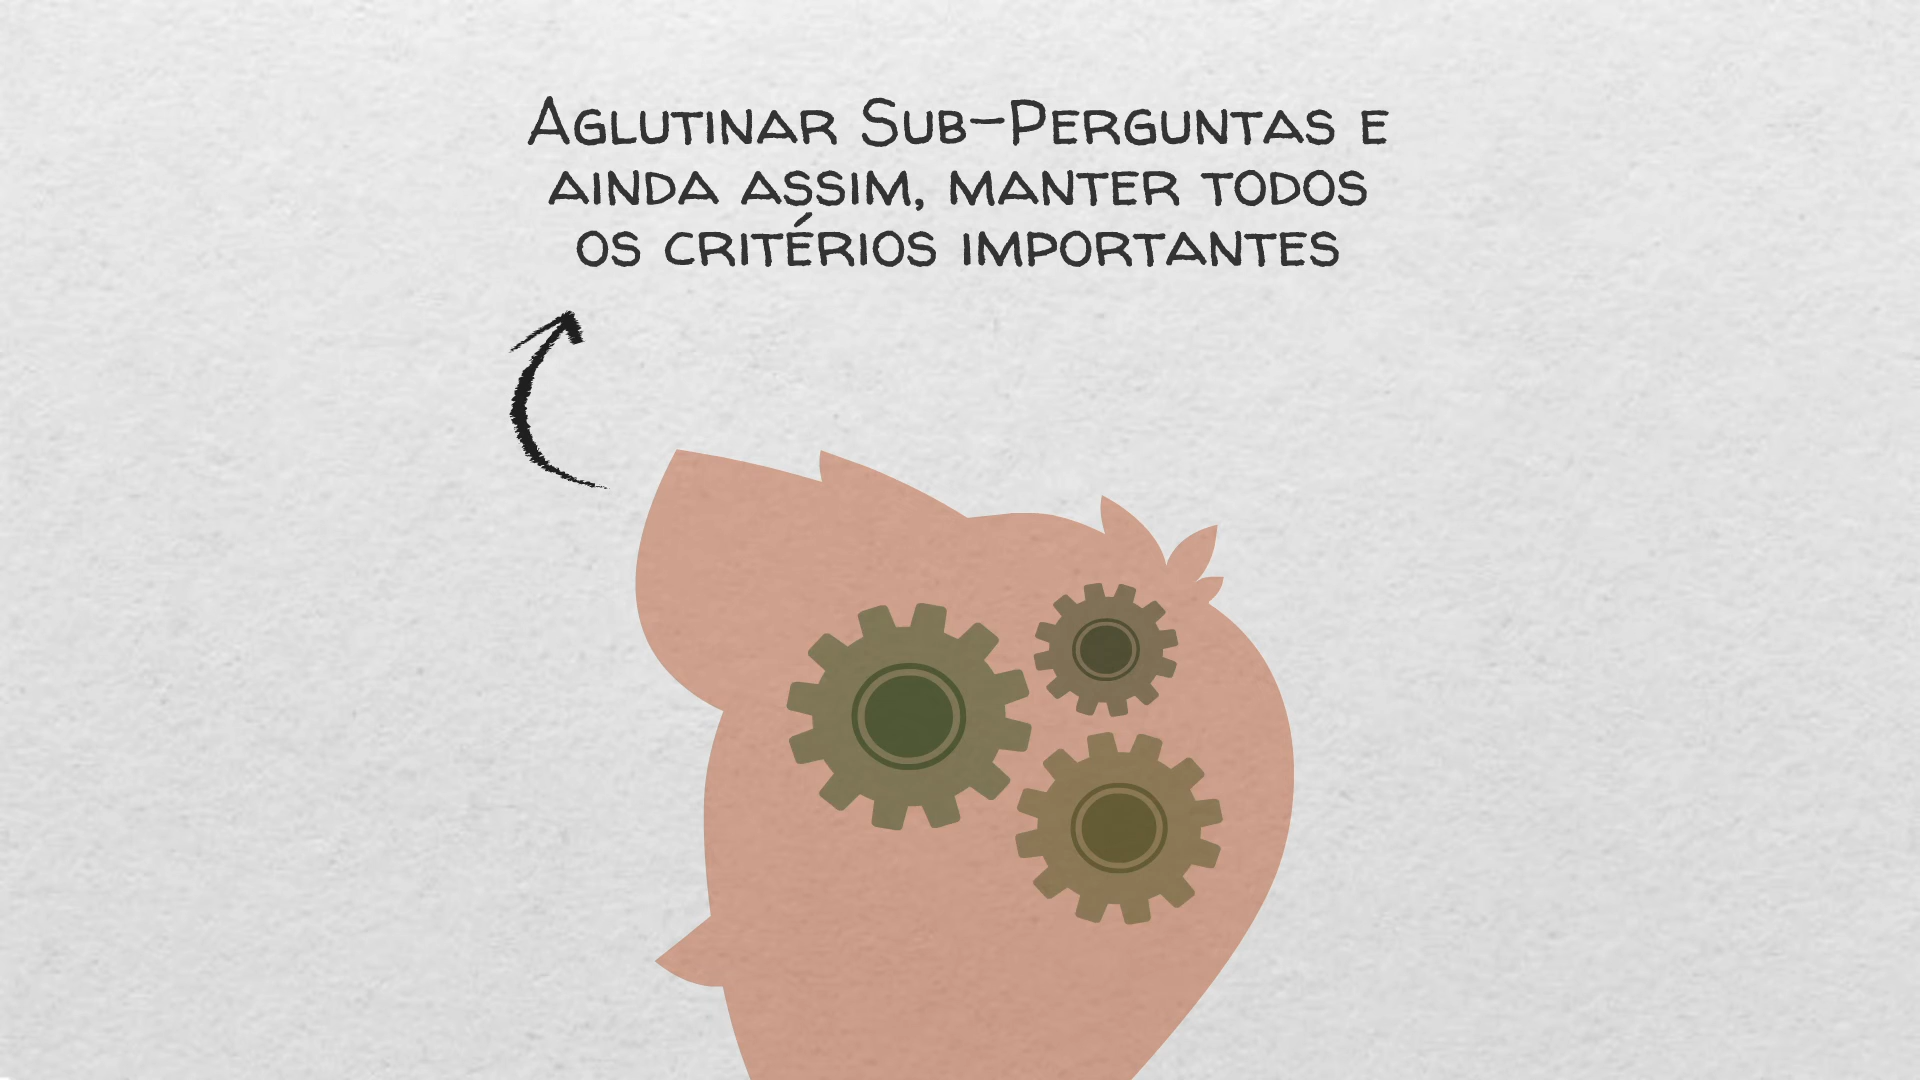 Aglutinar Sub-Perguntas e
ainda assim, manter todos
os critérios importantes